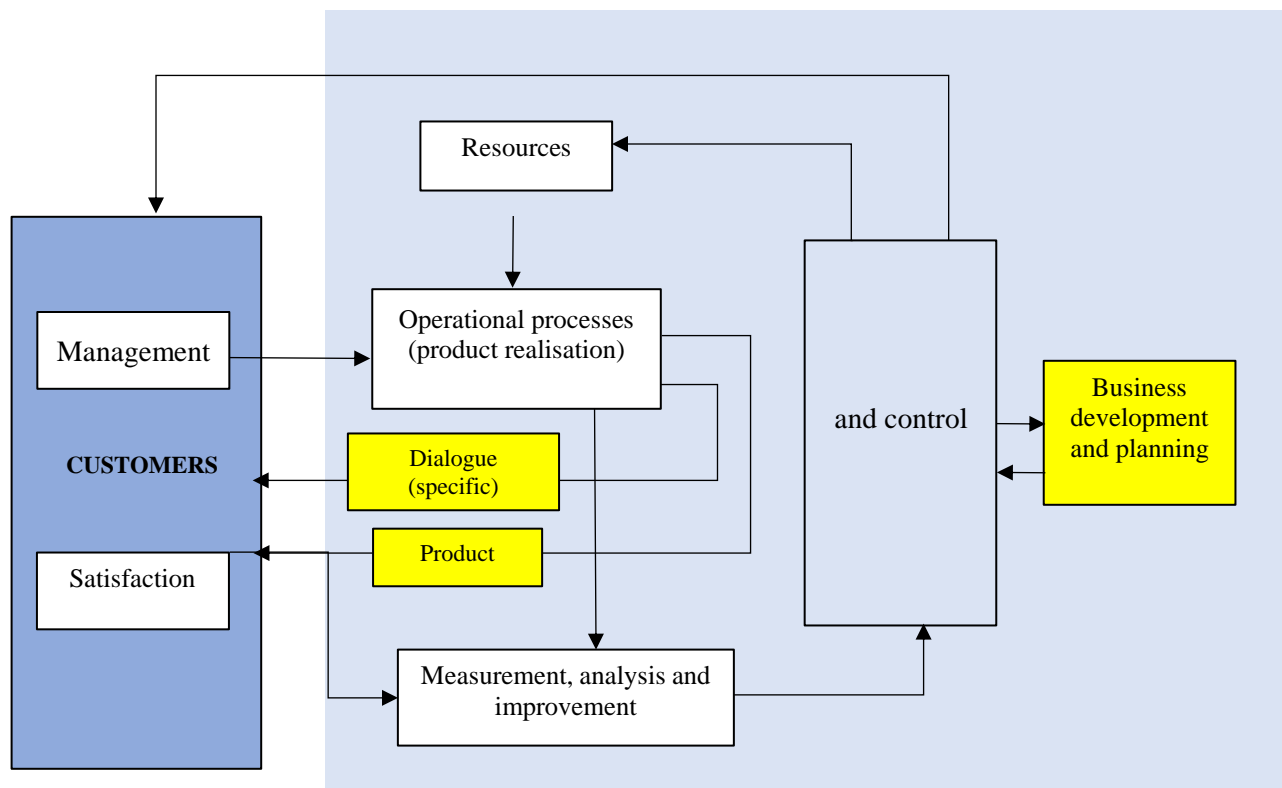 Resources
Operational processes
(product realisation)
Management
and control
Business
development
and planning
CUSTOMERS
Dialogue
(specific)
Product
Satisfaction
Measurement, analysis and
improvement